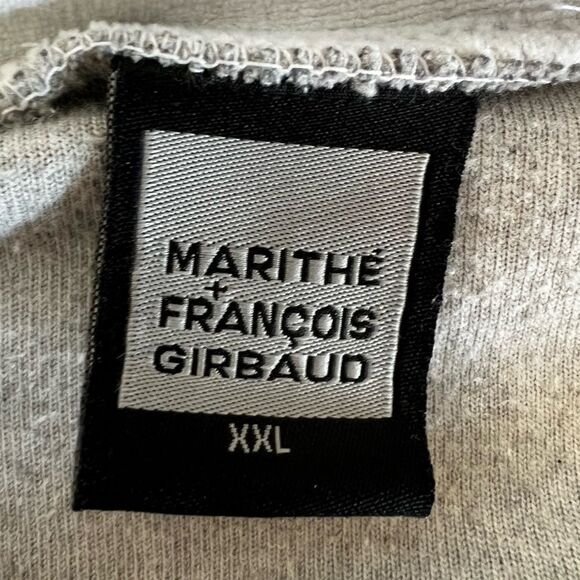 MARITHÉ
+
FRANÇOIS
GIRBAUD
XXL